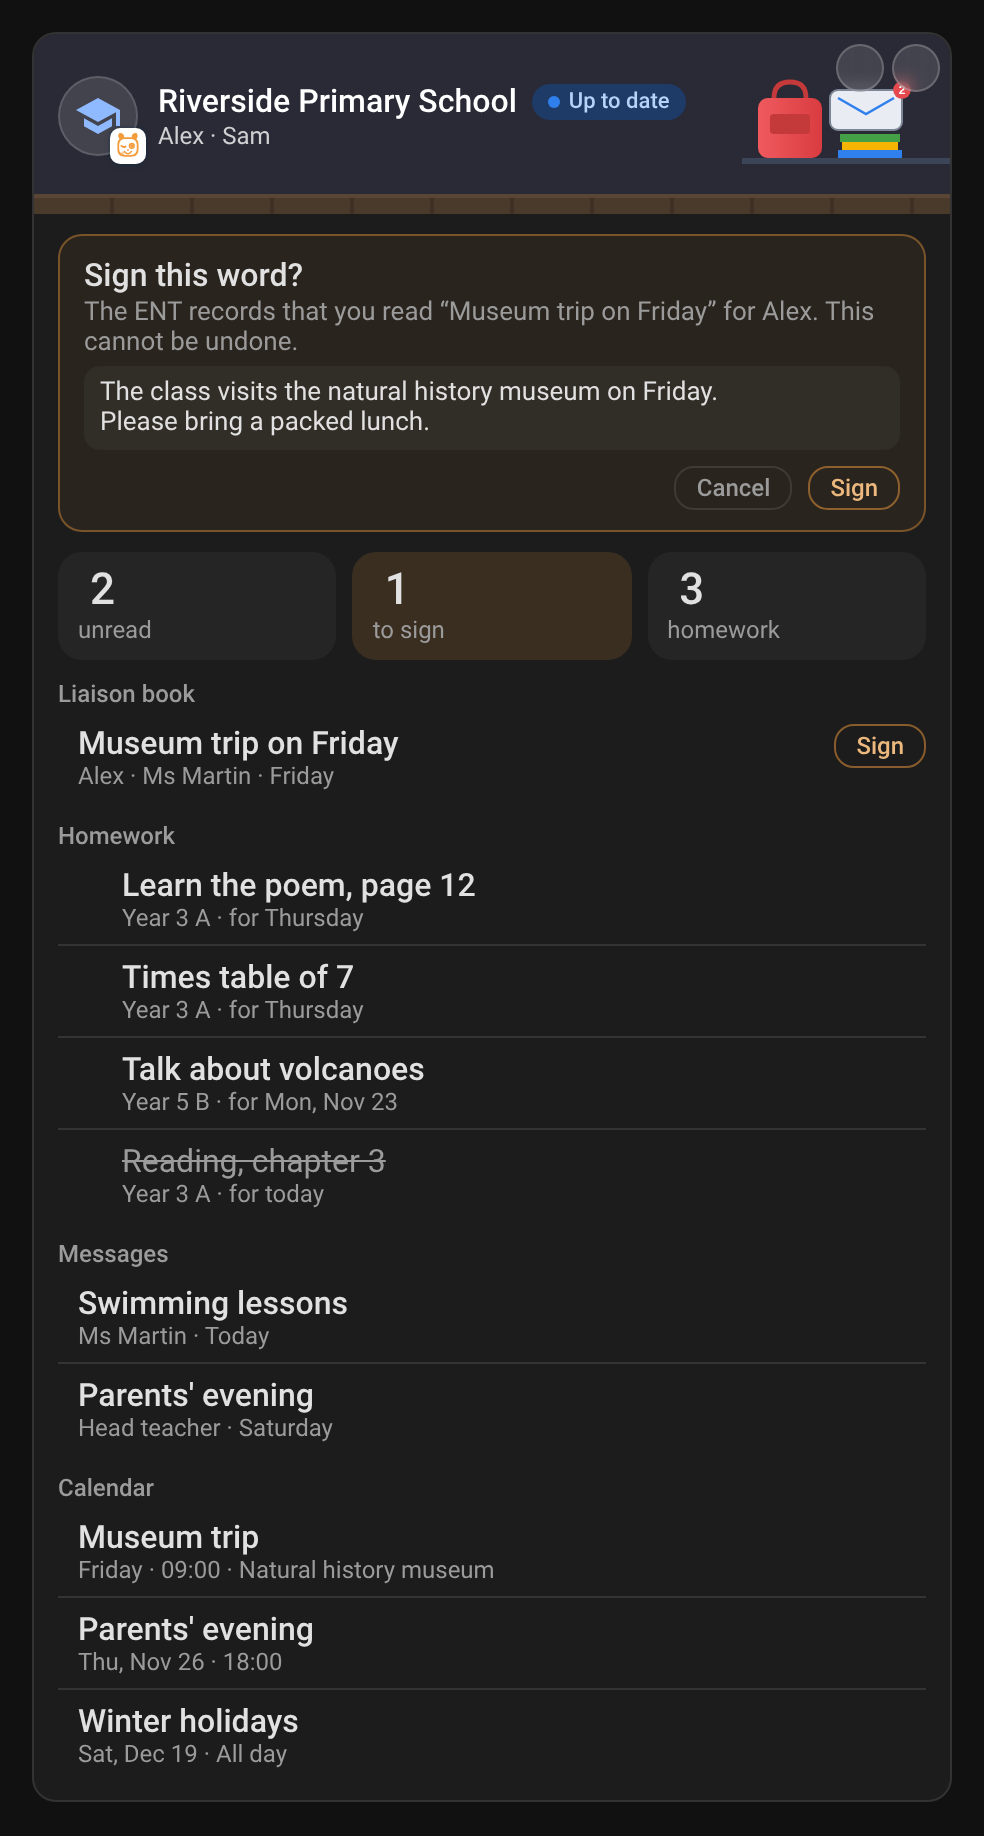 Riverside Primary School
Up to date
Alex · Sam
2
Sign this word?
The ENT records that you read “Museum trip on Friday” for Alex. This
cannot be undone.
The class visits the natural history museum on Friday.
Please bring a packed lunch.
Cancel
Sign
2
unread
1
to sign
3
homework
Liaison book
Museum trip on Friday
Alex · Ms Martin · Friday
Sign
Homework
Learn the poem, page 12
Year 3 A · for Thursday
Times table of 7
Year 3 A · for Thursday
Talk about volcanoes
Year 5 B · for Mon, Nov 23
Reading, chapter 3
Year 3 A · for today
Messages
Swimming lessons
Ms Martin · Today
Parents' evening
Head teacher · Saturday
Calendar
Museum trip
Friday · 09:00 · Natural history museum
Parents' evening
Thu, Nov 26 · 18:00
Winter holidays
Sat, Dec 19 · All day